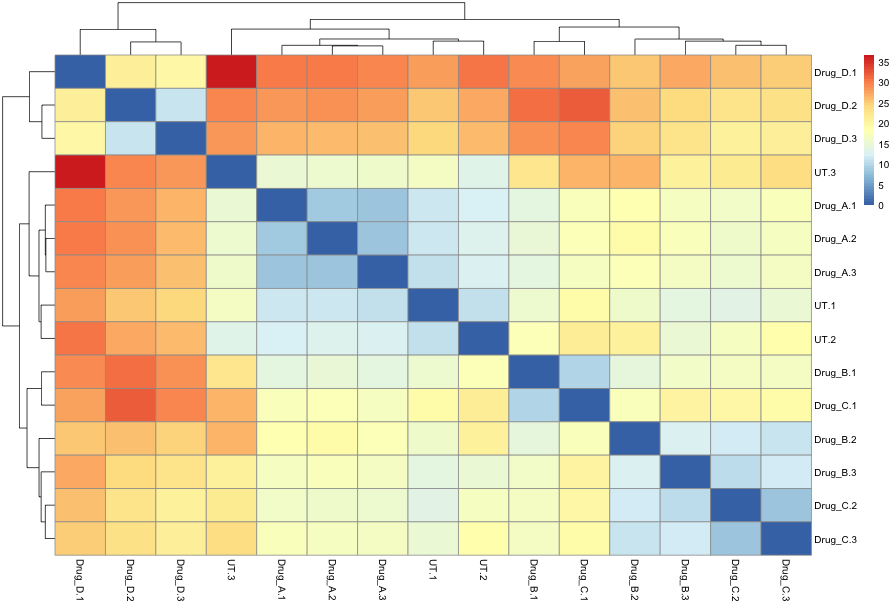 Drug_D.1
Drug_D.2
Drug_D.3
UT.3
Drug_A.1
Drug_A.2
Drug_A.3
UT.1
UT.2
Drug_B.1
Drug_C.1
Drug_B.2
Drug_B.3
Drug_C.2
Drug_C.3
35
30
25
20
15
10
5
0
Drug_D.1
Drug_D.2
Drug_D.3
UT.3
Drug_A.1
Drug_A.2
Drug_A.3
UT.1
UT.2
Drug_B.1
Drug_C.1
Drug_B.2
Drug_B.3
Drug_C.2
Drug_C.3